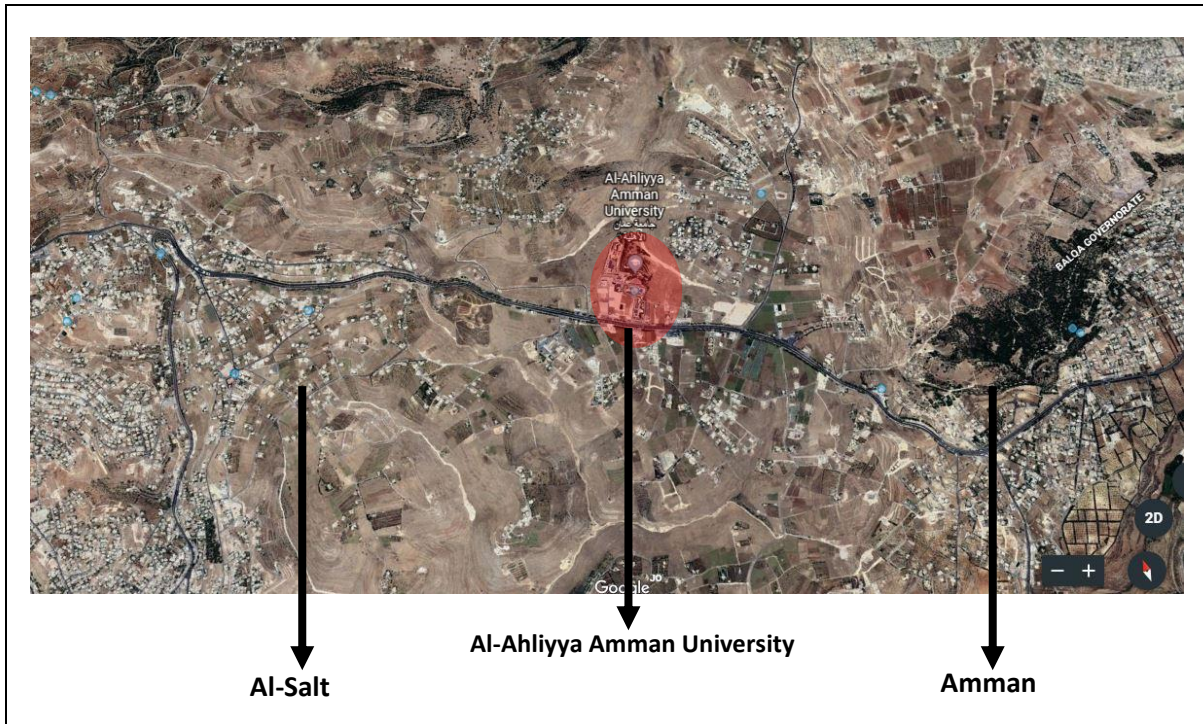 Al-Ahliyya
Amman
University
BALQA GOVERNORATE
2D
− +
Google
Al-Ahliyya Amman University
Al-Salt
Amman